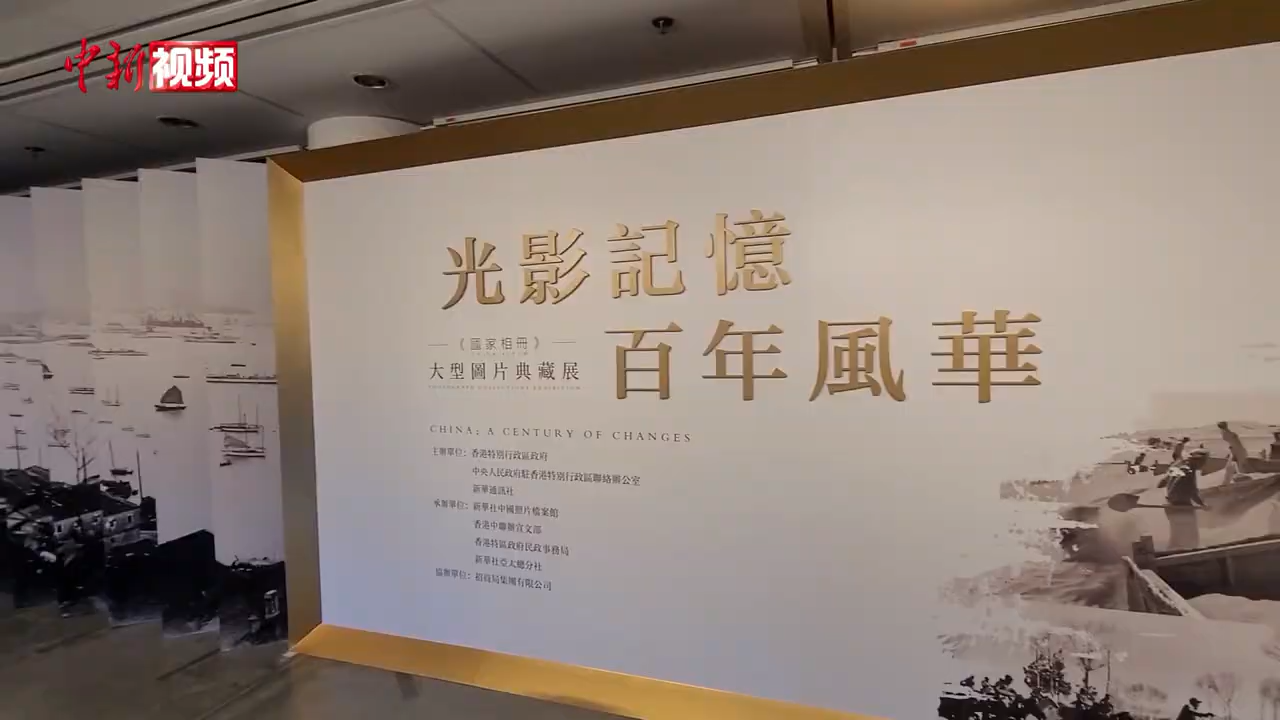 中新视频
光影記憶
百年風華
《國家相冊》
大型圖片典藏展
CHINA: A CENTURY OF CHANGES
主辦單位：香港特別行政區政府
中央人民政府駐香港特別行政區聯絡辦公室
新華通訊社
承辦單位：新華社中國照片檔案館
香港中聯辦宣文部
香港特區政府民政事務局
新華社亞太總分社
協辦單位：招商局集團有限公司